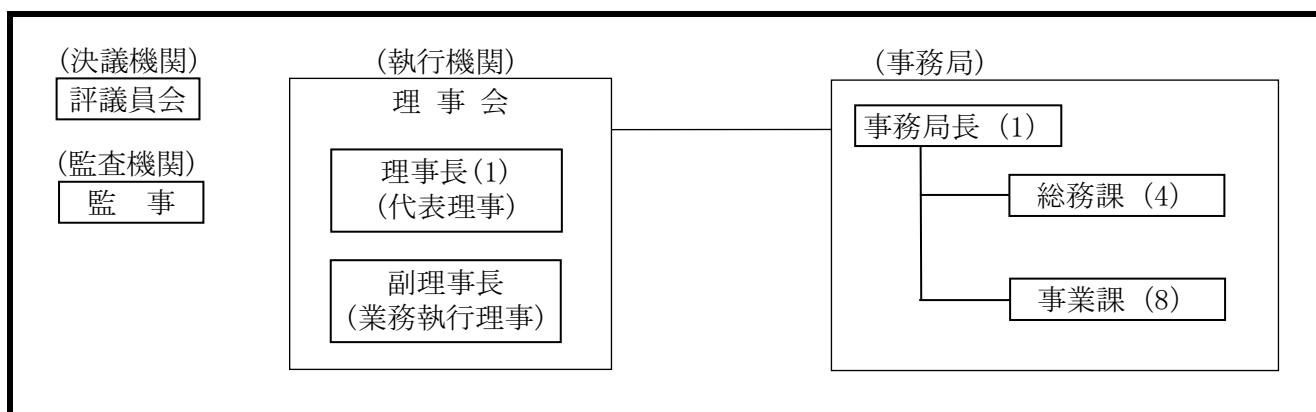 (決議機関)
評議員会
(監査機関)
監　事
(執行機関)
理 事 会
理事長(1)
(代表理事)
副理事長
(業務執行理事)
(事務局)
事務局長 (1)
総務課 (4)
事業課 (8)